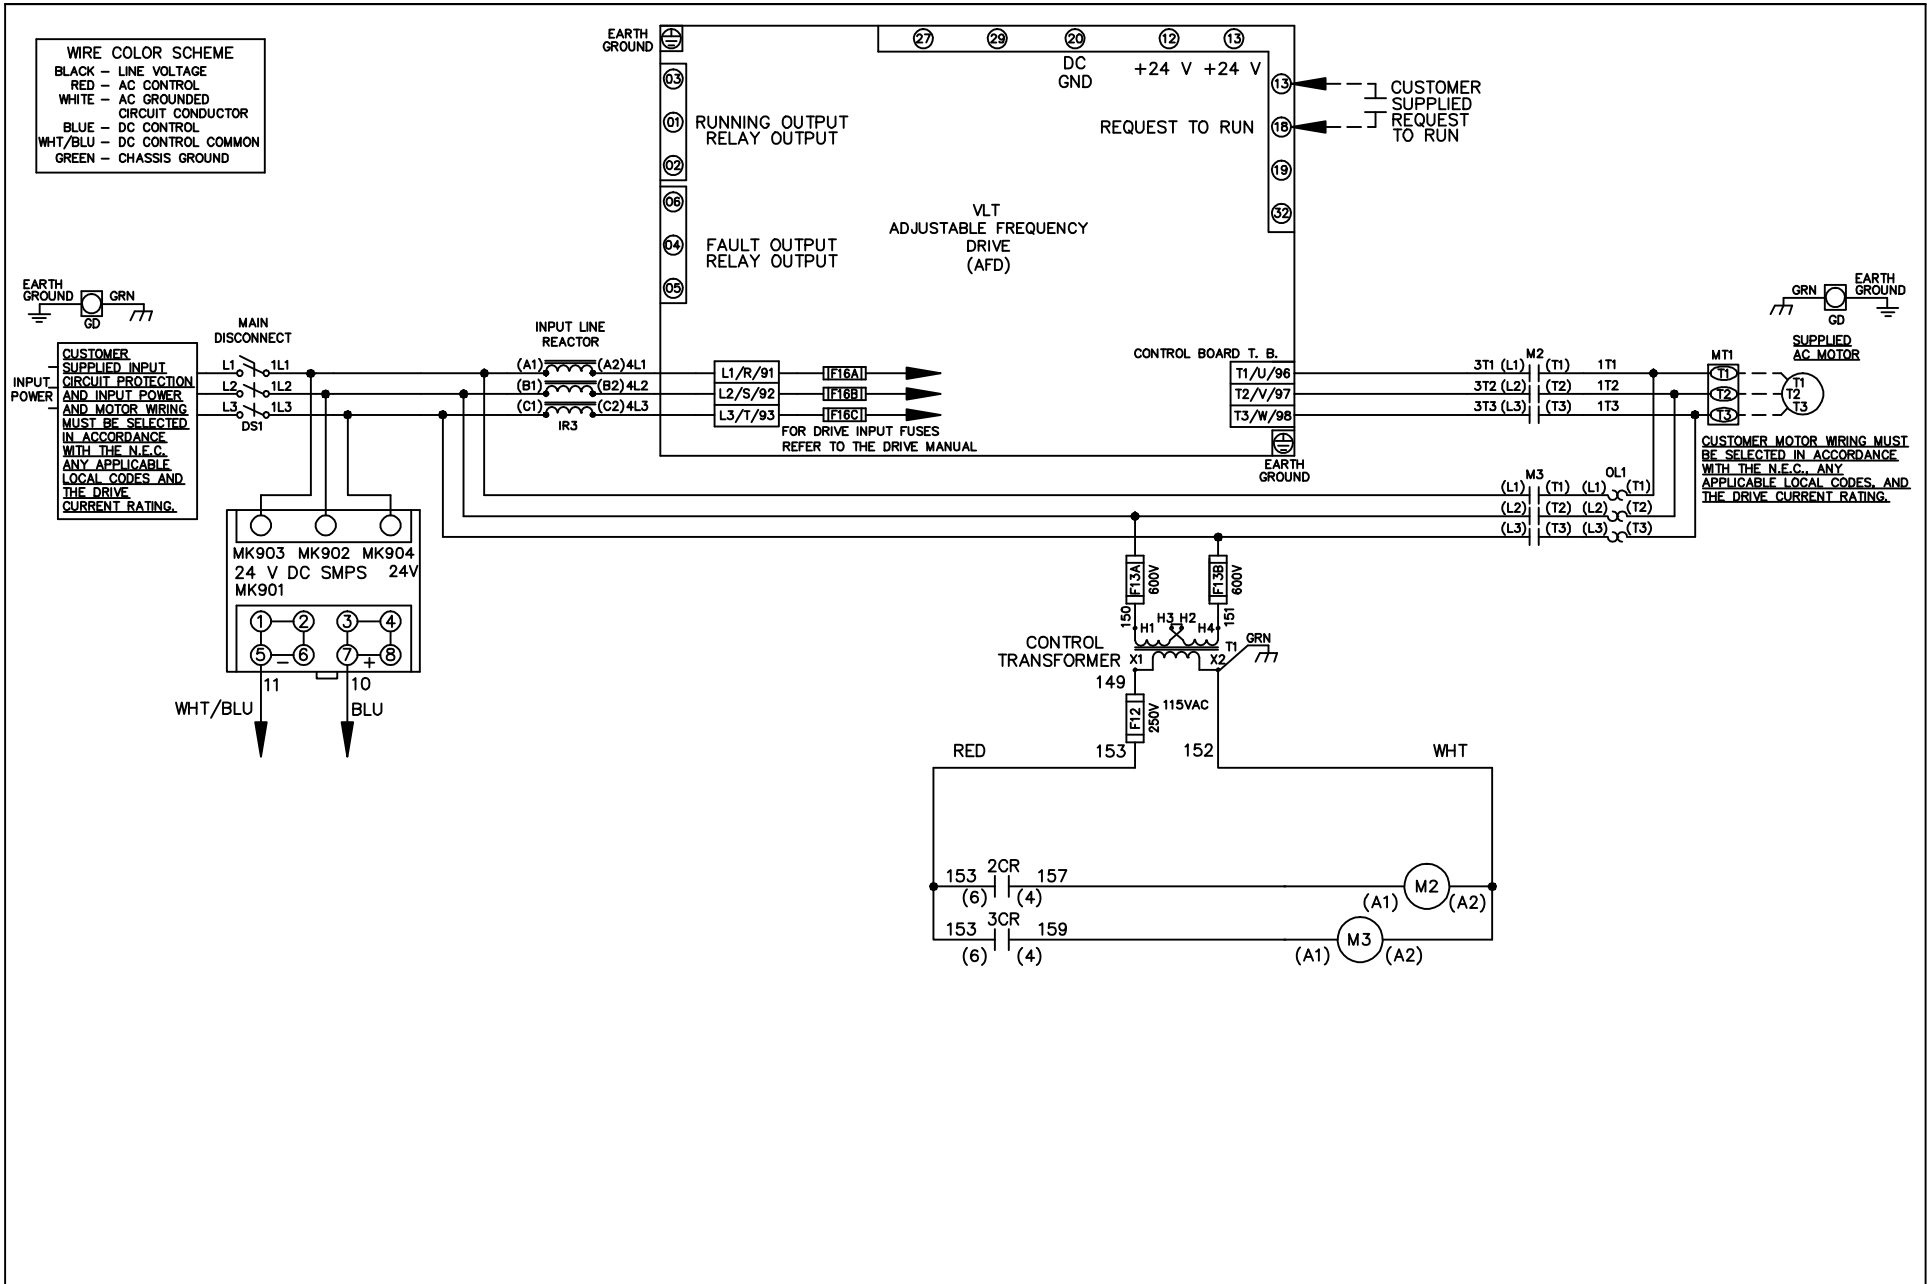 WIRE COLOR SCHEME
BLACK – LINE VOLTAGE
RED – AC CONTROL
WHITE – AC GROUNDED
CIRCUIT CONDUCTOR
BLUE – DC CONTROL
WHT/BLU – DC CONTROL COMMON
GREEN – CHASSIS GROUND
EARTH
GROUND
03
01
02
RUNNING OUTPUT
RELAY OUTPUT
06
04
05
FAULT OUTPUT
RELAY OUTPUT
27 29 20 12 13
DC
GND
+24 V +24 V
13
REQUEST TO RUN 18
19
32
CUSTOMER
SUPPLIED
REQUEST
TO RUN
VLT
ADJUSTABLE FREQUENCY
DRIVE
(AFD)
EARTH
GROUND
GRN
GD
INPUT
POWER
CUSTOMER
SUPPLIED INPUT
CIRCUIT PROTECTION
AND INPUT POWER
AND MOTOR WIRING
MUST BE SELECTED
IN ACCORDANCE
WITH THE N.E.C.
ANY APPLICABLE
LOCAL CODES AND
THE DRIVE
CURRENT RATING.
MAIN
DISCONNECT
L1 1L1
L2 1L2
L3 1L3
DS1
INPUT LINE
REACTOR
(A1) (A2) 4L1
(B1) (B2) 4L2
(C1) (C2) 4L3
IR3
L1/R/91 F16A
L2/S/92 F16B
L3/T/93 F16C
FOR DRIVE INPUT FUSES
REFER TO THE DRIVE MANUAL
CONTROL BOARD T. B.
T1/U/96
T2/V/97
T3/W/98
EARTH
GROUND
M2
3T1 (L1) (T1) 1T1
3T2 (L2) (T2) 1T2
3T3 (L3) (T3) 1T3
MT1
T1
T2
T3
GRN
EARTH
GROUND
GD
SUPPLIED
AC MOTOR
T1
T2
T3
CUSTOMER MOTOR WIRING MUST
BE SELECTED IN ACCORDANCE
WITH THE N.E.C., ANY
APPLICABLE LOCAL CODES, AND
THE DRIVE CURRENT RATING.
M3 OL1
(L1) (T1) (L1) (T1)
(L2) (T2) (L2) (T2)
(L3) (T3) (L3) (T3)
MK903 MK902 MK904
24 V DC SMPS 24V
MK901
1 2 3 4
5 – 6 7 + 8
11 10
WHT/BLU BLU
F13A 600V
F13B 600V
150 151
H1 H3 H2 H4
CONTROL
TRANSFORMER
T1
GRN
X1 X2
149
F12 250V
115VAC
RED 153 152 WHT
2CR
153 157
(6) (4)
M2
(A1) (A2)
3CR
153 159
(6) (4)
M3
(A1) (A2)